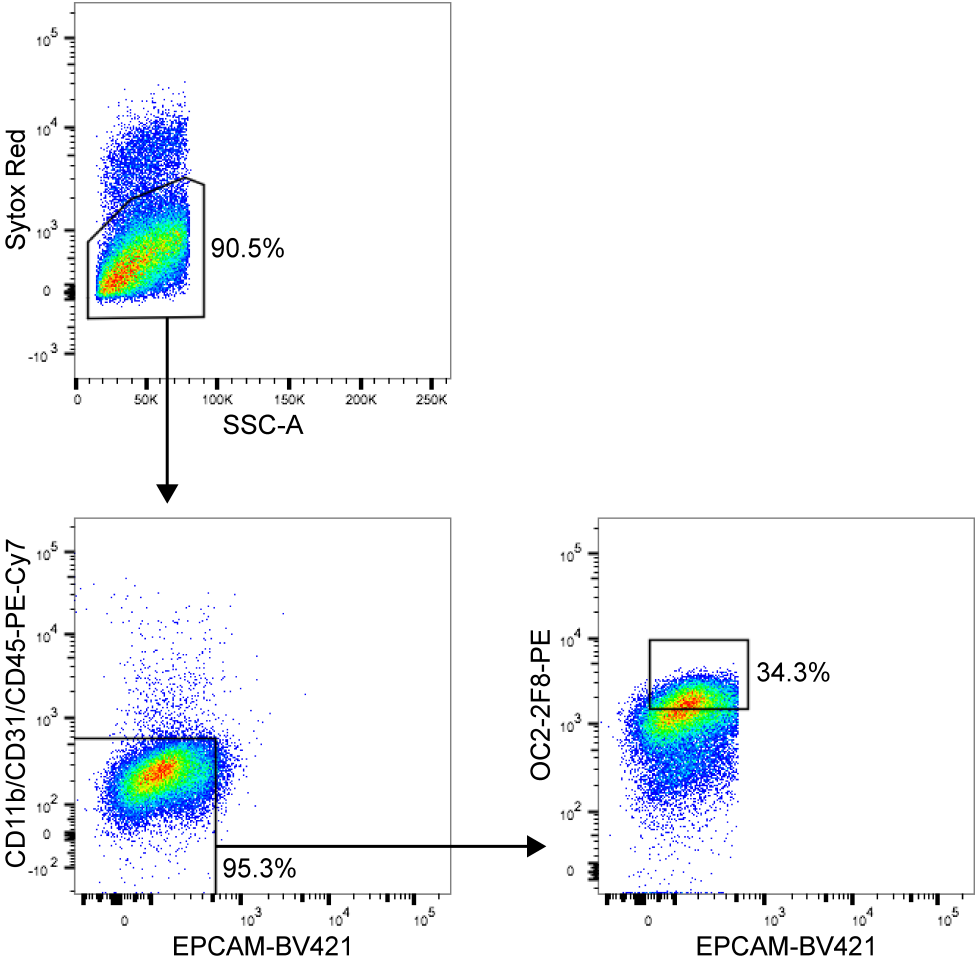 Sytox Red
10^5
10^4
10^3
0
-10^3
90.5%
0 50K 100K 150K 200K 250K
SSC-A
CD11b/CD31/CD45-PE-Cy7
10^5
10^4
10^3
10^2
0
-10^2
95.3%
0 10^3 10^4 10^5
EPCAM-BV421
OC2-2F8-PE
10^5
10^4
10^3
10^2
0
34.3%
0 10^3 10^4 10^5
EPCAM-BV421